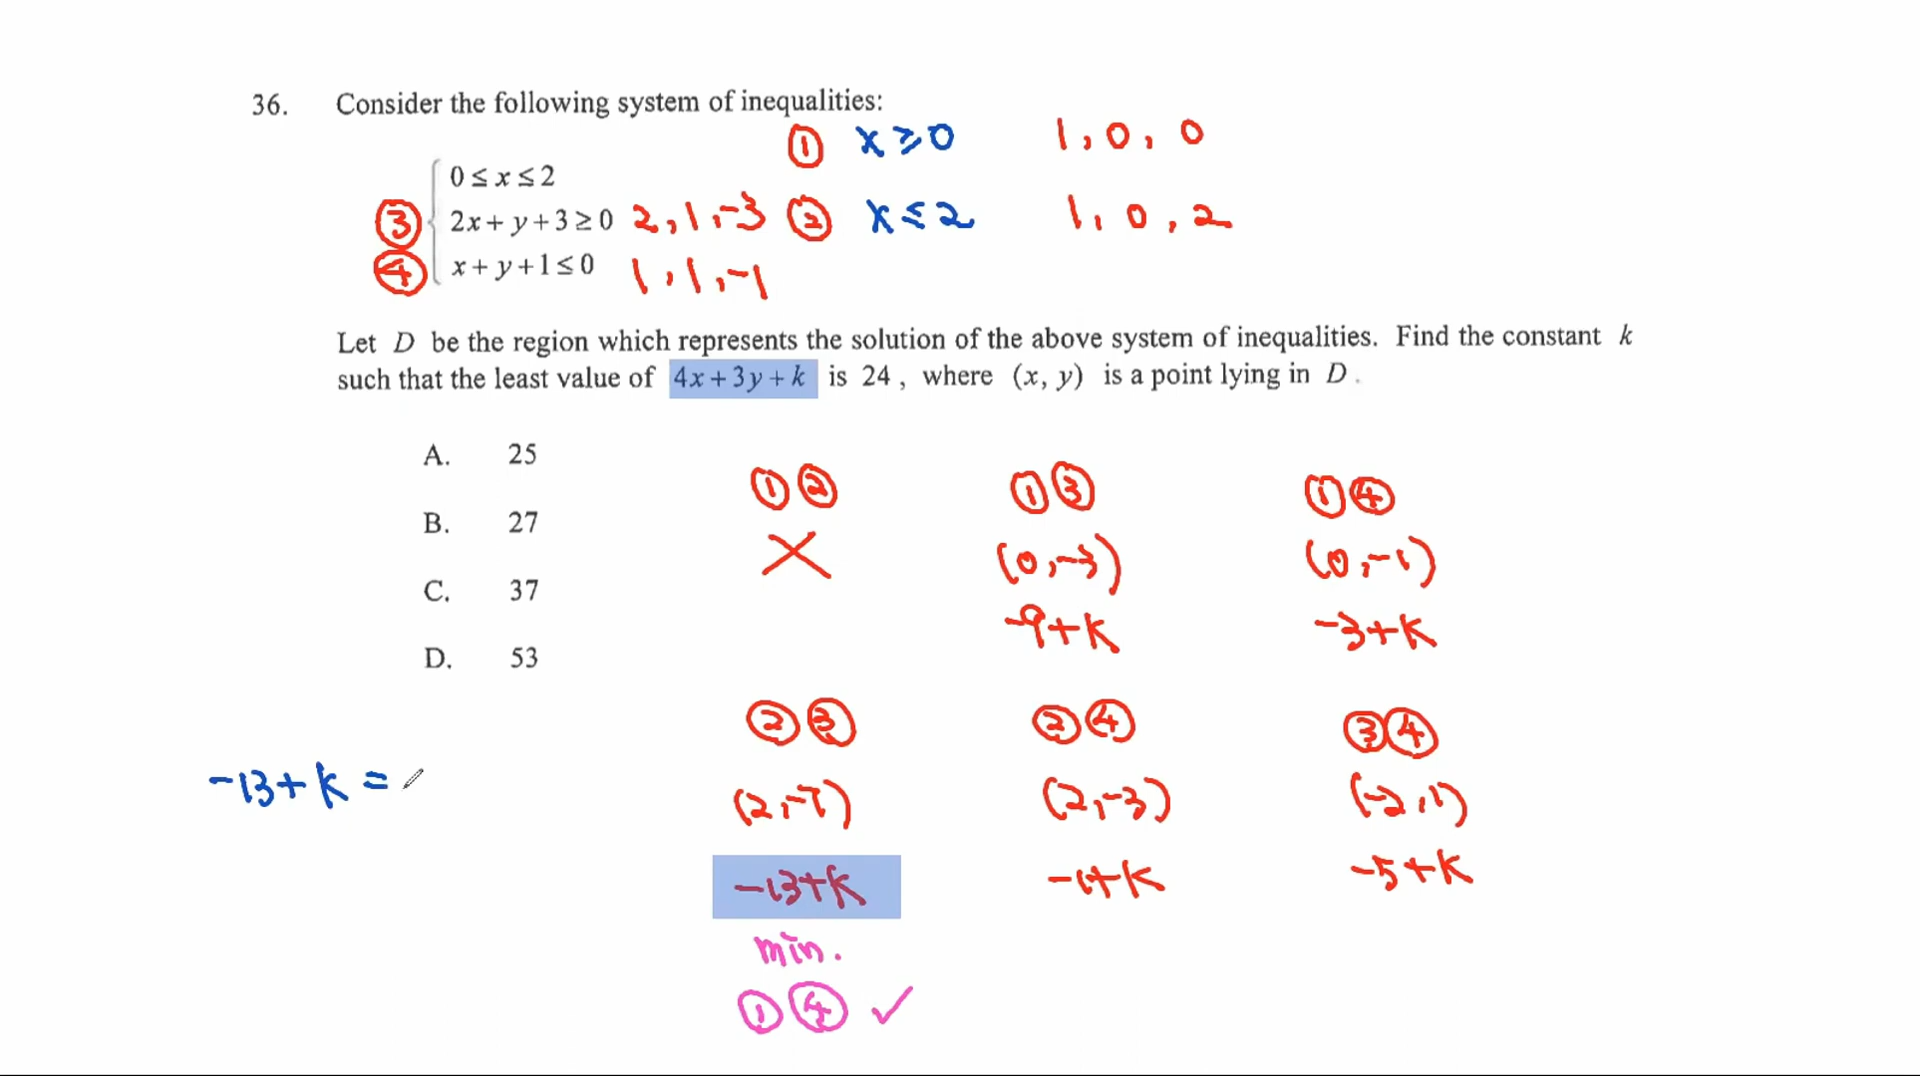 36. Consider the following system of inequalities:
① x ≥ 0 1, 0, 0
0 ≤ x ≤ 2
③ 2x + y + 3 ≥ 0 2, 1, -3 ② x ≤ 2 1, 0, 2
④ x + y + 1 ≤ 0 1, 1, -1
Let D be the region which represents the solution of the above system of inequalities. Find the constant k
such that the least value of 4x + 3y + k is 24 , where (x, y) is a point lying in D .
A. 25
B. 27
C. 37
D. 53
①② ①③ ①④
× (0,-3) (0,-1)
-9+k -3+k
②③ ②④ ③④
-13+k =
(2,-7) (2,-3) (-2,1)
-13+k -1+k -5+k
min.
①④ ✓